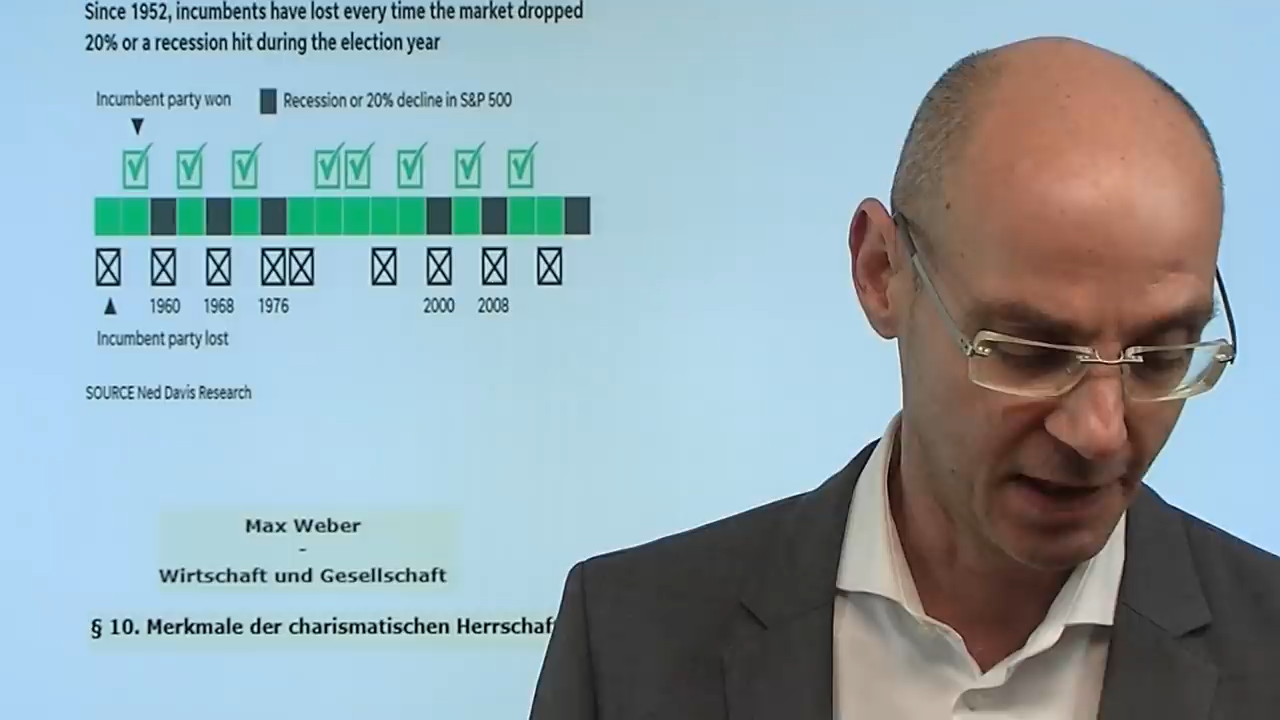 Since 1952, incumbents have lost every time the market dropped
20% or a recession hit during the election year
Incumbent party won
Recession or 20% decline in S&P 500
1960 1968 1976 2000 2008
Incumbent party lost
SOURCE Ned Davis Research
Max Weber
-
Wirtschaft und Gesellschaft
§ 10. Merkmale der charismatischen Herrschaf